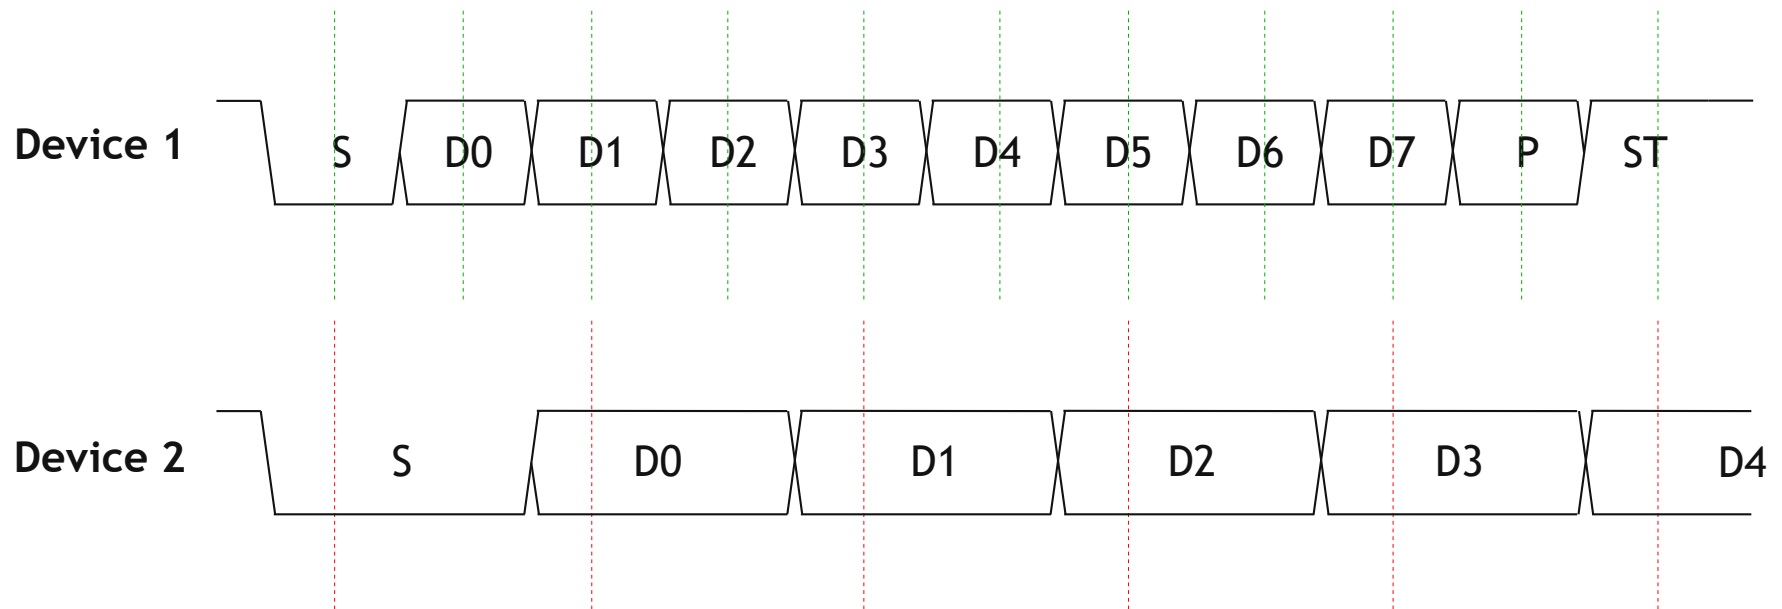 Device 1 S D0 D1 D2 D3 D4 D5 D6 D7 P ST
Device 2 S D0 D1 D2 D3 D4